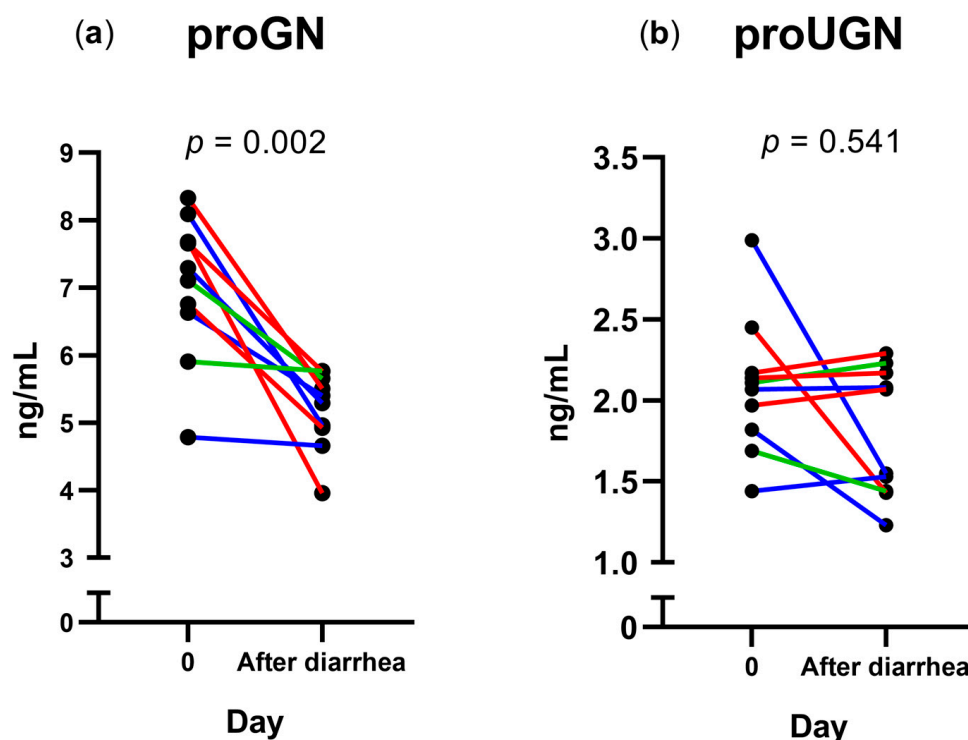 (a) proGN
p = 0.002
9
8
7
6
5
4
3
0
ng/mL
0 After diarrhea
Day
(b) proUGN
p = 0.541
3.5
3.0
2.5
2.0
1.5
1.0
0
ng/mL
0 After diarrhea
Day